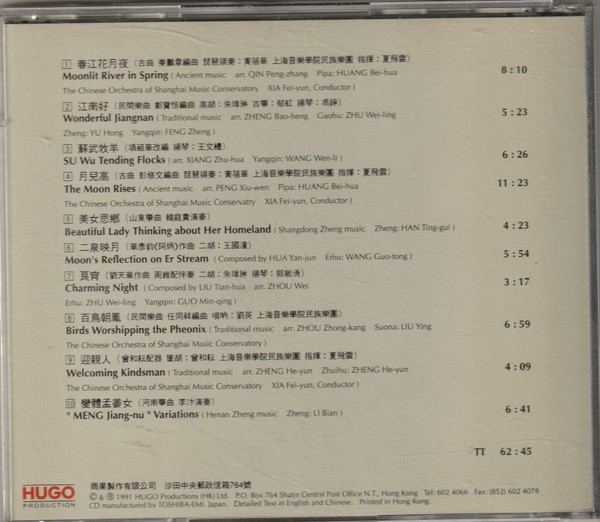 1 春江花月夜 (古曲 秦鵬章編曲 琵琶領奏:黃蓓華 上海音樂學院民族樂團 指揮:夏飛雲)
Moonlit River in Spring (Ancient music arr. QIN Peng-zhang Pipa: HUANG Bei-hua
The Chinese Orchestra of Shanghai Music Conservatory XIA Fei-yun, Conductor) 8 : 10
2 江南好 (民間樂曲 鄭寶恒編曲 高胡:朱瑋琳 古箏:郁虹 揚琴:馮錚)
Wonderful Jiangnan (Traditional music arr. ZHENG Bao-heng Gaohu: ZHU Wei-ling 5 : 23
Zheng: YU Hong Yangqin: FENG Zheng)
3 蘇武牧羊 (項祖華改編 揚琴:王文禮)
SU Wu Tending Flocks (arr. XIANG Zhu-hua Yangqin: WANG Wen-li) 6 : 26
4 月兒高 (古曲 彭修文編曲 琵琶領奏:黃蓓華 上海音樂學院民族樂團 指揮:夏飛雲)
The Moon Rises (Ancient music arr. PENG Xiu-wen Pipa: HUANG Bei-hua 11 : 23
The Chinese Orchestra of Shanghai Music Conservatry XIA Fei-yun, Conductor)
5 美女思鄉 (山東箏曲 韓庭貴演奏)
Beautiful Lady Thinking about Her Homeland (Shangdong Zheng music Zheng: HAN Ting-gui) 4 : 23
6 二泉映月 (華彥鈞(阿炳)作曲 二胡:王國潼)
Moon's Reflection on Er Stream (Composed by HUA Yan-jun Erhu: WANG Guo-tong) 5 : 54
7 良宵 (劉天華作曲 周維配伴奏 二胡:朱瑋琳 揚琴:郭敏清)
Charming Night (Composed by LIU Tian-hua arr. ZHOU Wei 3 : 17
Erhu: ZHU Wei-ling Yangqin: GUO Min-qing)
8 百鳥朝鳳 (民間樂曲 任同祥編曲 嗩吶:劉英 上海音樂學院民族樂團)
Birds Worshipping the Pheonix (Traditional music arr. ZHOU Zhong-kang Suona: LIU Ying 6 : 59
The Chinese Orchestra of Shanghai Music Conservatory)
9 迎親人 (曾和耘配器 墜胡:曾和耘 上海音樂學院民族樂團 指揮:夏飛雲)
Welcoming Kindsman (Traditional music arr. ZHENG He-yun Zhuihu: ZHENG He-yun 4 : 09
The Chinese Orchestra of Shanghai Music Conservatory XIA Fei-yun, Conductor)
10 變體孟姜女 (河南箏曲 李汴演奏)
" MENG Jiang-nu " Variations (Henan Zheng music Zheng: LI Bian) 6 : 41
TT 62 : 45
HUGO
PRODUCTION
雨果製作有限公司 沙田中央郵政信箱764號
© & ℗ 1991 HUGO Productions (HK) Ltd. P.O. Box 764 Shatin Central Post Office N.T., Hong Kong Tel: 602 4066 Fax: (852) 602 4078
CD manufactured by TOSHIBA-EMI. Japan. Detailed Text in English and Chinese. Printed in Hong Kong.